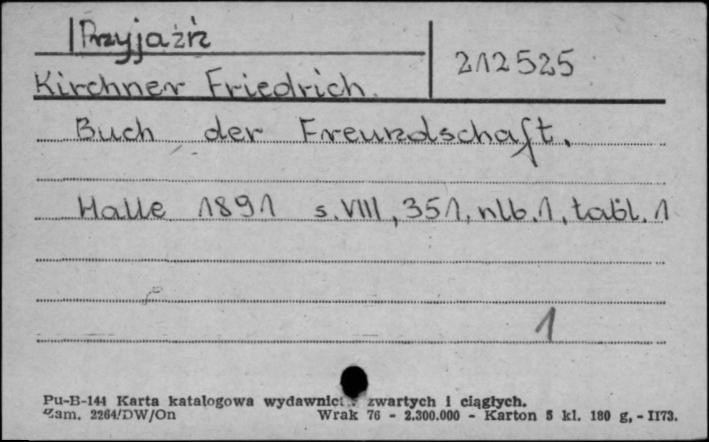 Przyjaźń
212525
Kirchner Friedrich.
Buch der Freundschaft.
Halle 1891 s. VIII, 351, nlb. 1, tabl. 1
1
Pu-B-144 Karta katalogowa wydawnict zwartych i ciągłych.
Zam. 2264/DW/On Wrak 76 - 2.300.000 - Karton 5 kl. 180 g, - II73.